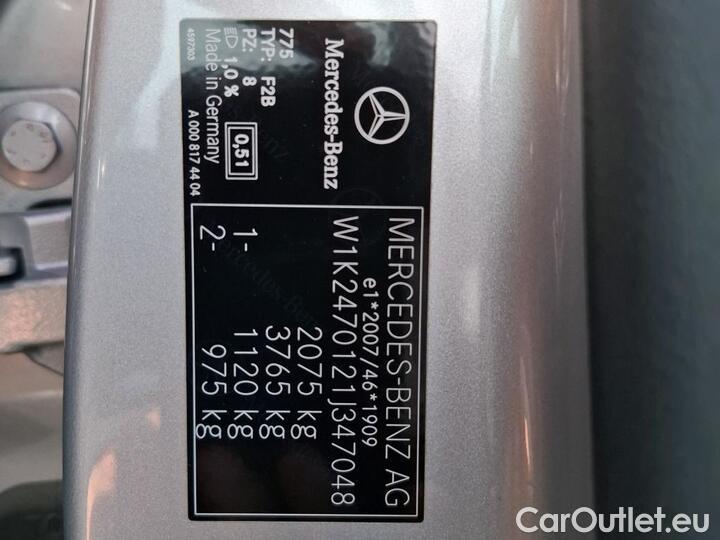 Mercedes-Benz
775
TYP: F2B
PZ: 8
1,0 % 0,51
Made in Germany
4597303
A 000 817 44 04
MERCEDES-BENZ AG
e1*2007/46*1909
W1K2470121J347048
2075 kg
3765 kg
1- 1120 kg
2- 975 kg
CarOutlet.eu